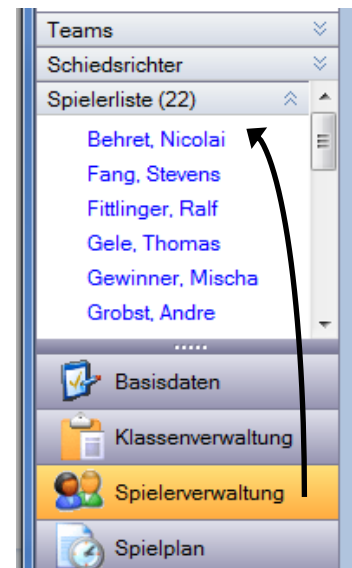 Teams
Schiedsrichter
Spielerliste (22)
Behret, Nicolai
Fang, Stevens
Fittlinger, Ralf
Gele, Thomas
Gewinner, Mischa
Grobst, Andre
Basisdaten
Klassenverwaltung
Spielerverwaltung
Spielplan